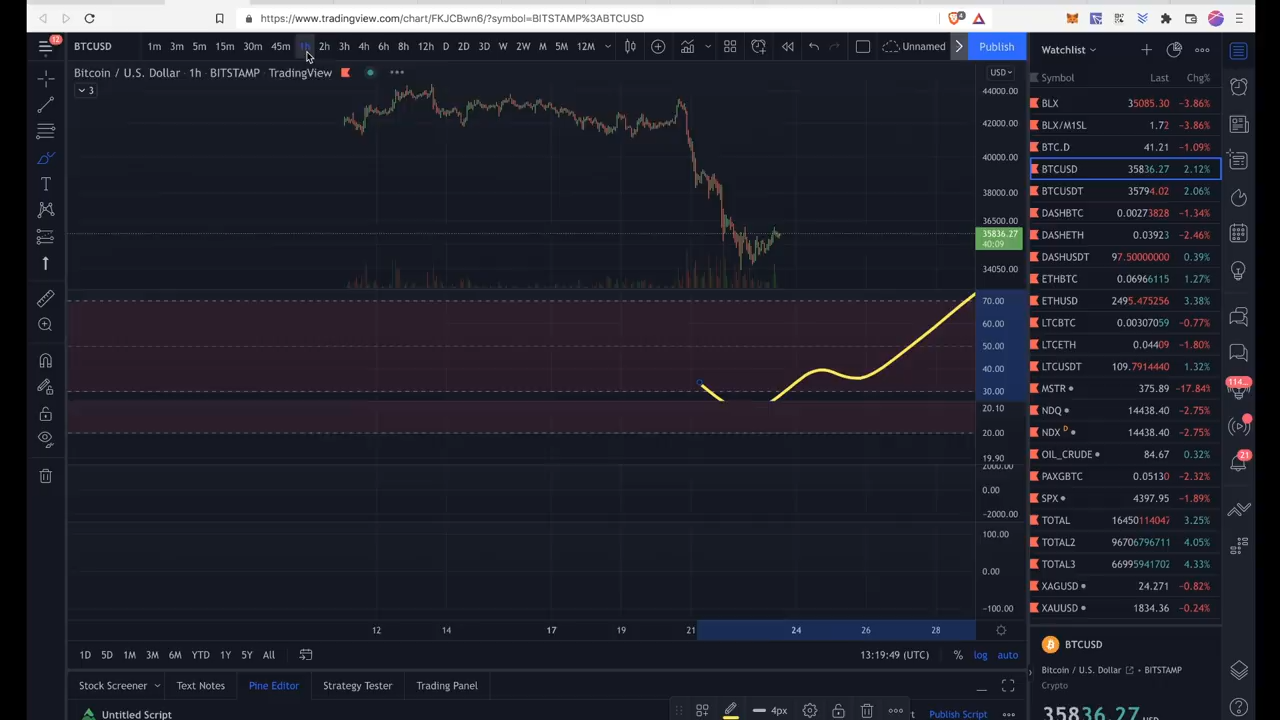 https://www.tradingview.com/chart/FKJCBwn6/?symbol=BITSTAMP%3ABTCUSD
12 BTCUSD 1m 3m 5m 15m 30m 45m 1h 2h 3h 4h 6h 8h 12h D 2D 3D W 2W M 5M 12M Unnamed Publish Watchlist
Bitcoin / U.S. Dollar · 1h · BITSTAMP TradingView USD Symbol Last Chg%
3
44000.00
42000.00
40000.00
38000.00
36500.00
35836.27
40:09
34050.00
70.00
60.00
50.00
40.00
30.00
20.10
20.00
19.90
2000.00
0.00
−2000.00
100.00
0.00
−100.00
BLX 35085.30 −3.86%
BLX/M1SL 1.72 −3.86%
BTC.D 41.21 −1.09%
BTCUSD 35836.27 2.12%
BTCUSDT 35794.02 2.06%
DASHBTC 0.00273828 −1.34%
DASHETH 0.03923 −2.46%
DASHUSDT 97.50000000 0.39%
ETHBTC 0.06966115 1.27%
ETHUSD 2495.475256 3.38%
LTCBTC 0.00307059 −0.77%
LTCETH 0.04409 −1.80%
LTCUSDT 109.7914440 1.32%
MSTR 375.89 −17.84%
NDQ 14438.40 −2.75%
NDX D 14438.40 −2.75%
OIL_CRUDE 84.67 0.32%
PAXGBTC 0.05130 −2.32%
SPX 4397.95 −1.89%
TOTAL 16450114047 3.25%
TOTAL2 96706796711 4.05%
TOTAL3 66995941702 4.33%
XAGUSD 24.271 −0.82%
XAUUSD 1834.36 −0.24%
114
21
12 14 17 19 21 24 26 28
1D 5D 1M 3M 6M YTD 1Y 5Y All 13:19:49 (UTC) % log auto
BTCUSD
Bitcoin / U.S. Dollar BITSTAMP
Crypto
Stock Screener Text Notes Pine Editor Strategy Tester Trading Panel
Untitled Script 4px Publish Script
35836.27